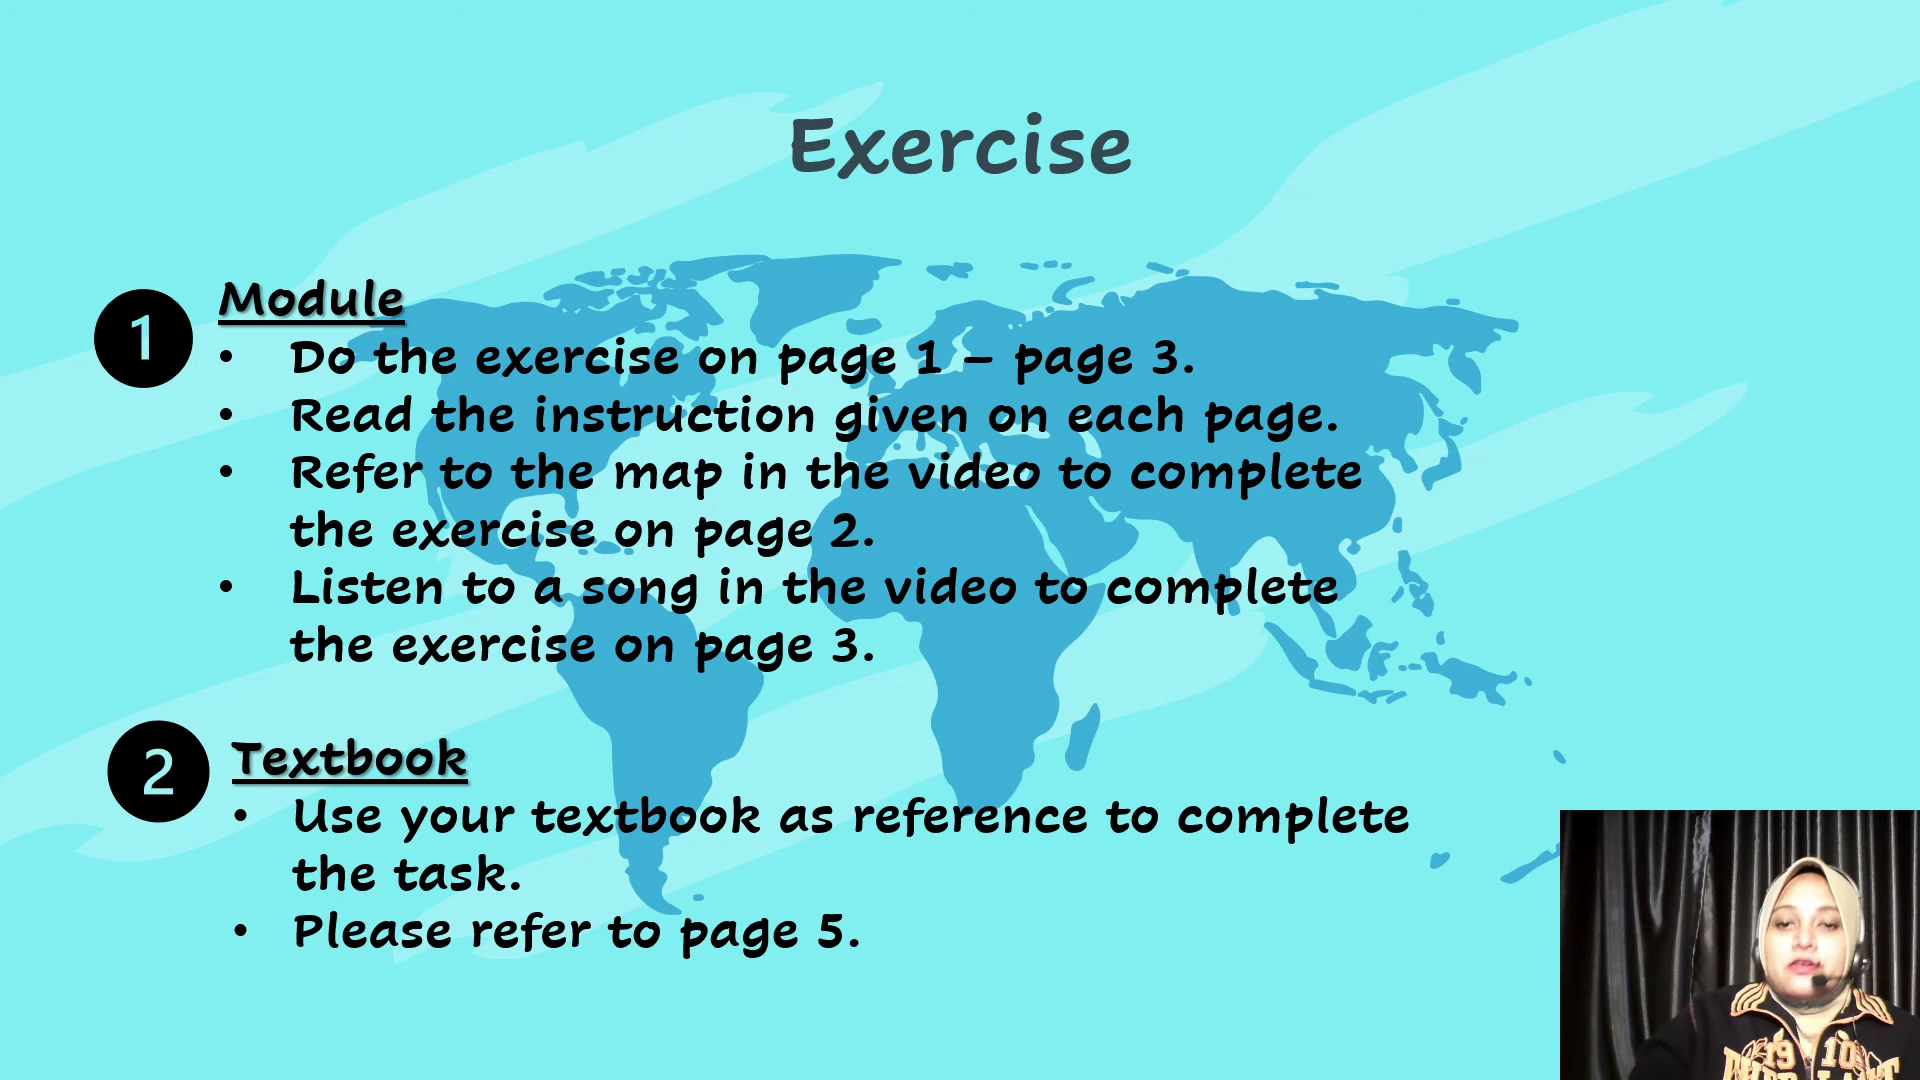 Exercise
1
Module
• Do the exercise on page 1 – page 3.
• Read the instruction given on each page.
• Refer to the map in the video to complete
the exercise on page 2.
• Listen to a song in the video to complete
the exercise on page 3.
2
Textbook
• Use your textbook as reference to complete
the task.
• Please refer to page 5.
19 10